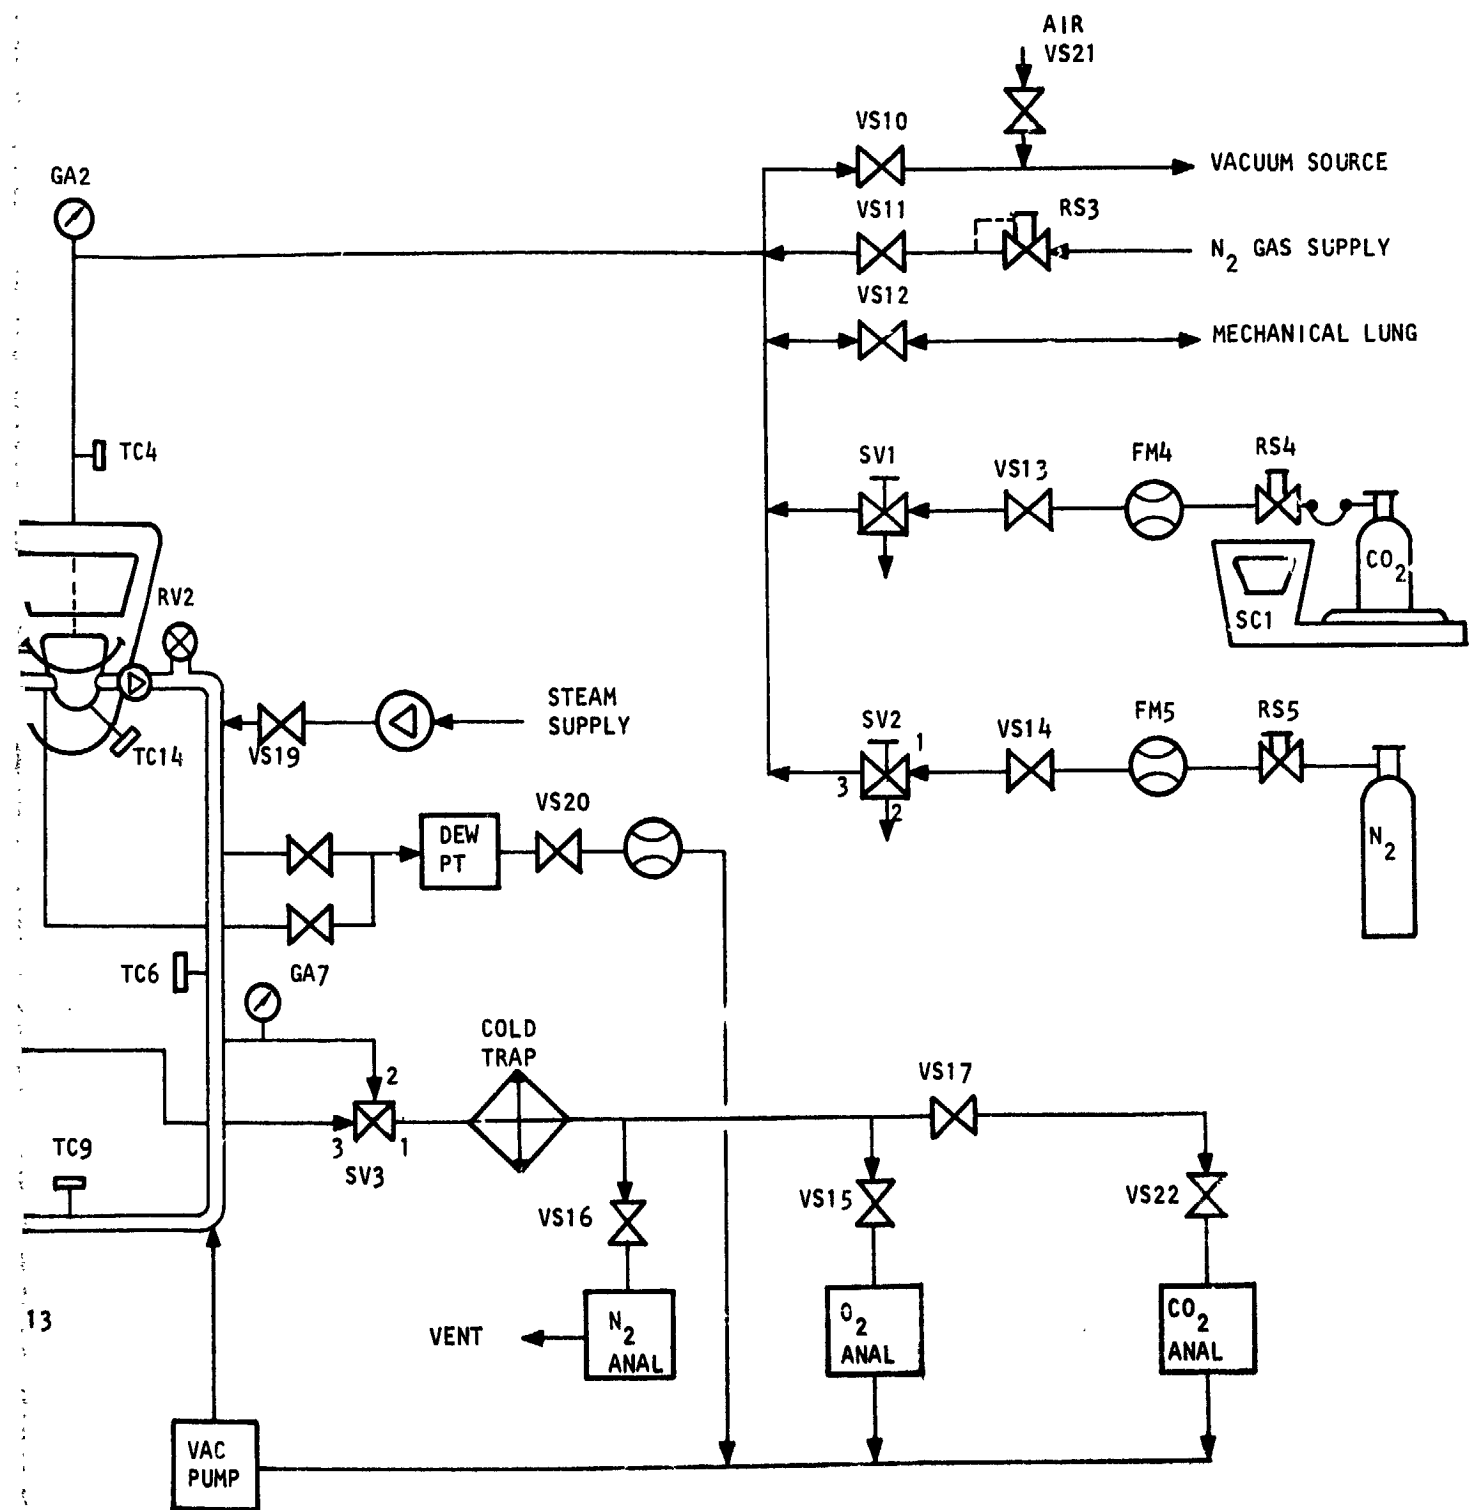 AIR
VS21
VS10
VACUUM SOURCE
GA2
VS11
RS3
N2 GAS SUPPLY
VS12
MECHANICAL LUNG
TC4
SV1
VS13
FM4
RS4
CO2
SC1
RV2
STEAM
SUPPLY
TC14
VS19
SV2
1
3
2
VS14
FM5
RS5
N2
VS20
DEW
PT
TC6
GA7
COLD
TRAP
2
3
1
SV3
VS17
TC9
VS16
VS15
VS22
13
VENT
N2
ANAL
O2
ANAL
CO2
ANAL
VAC
PUMP